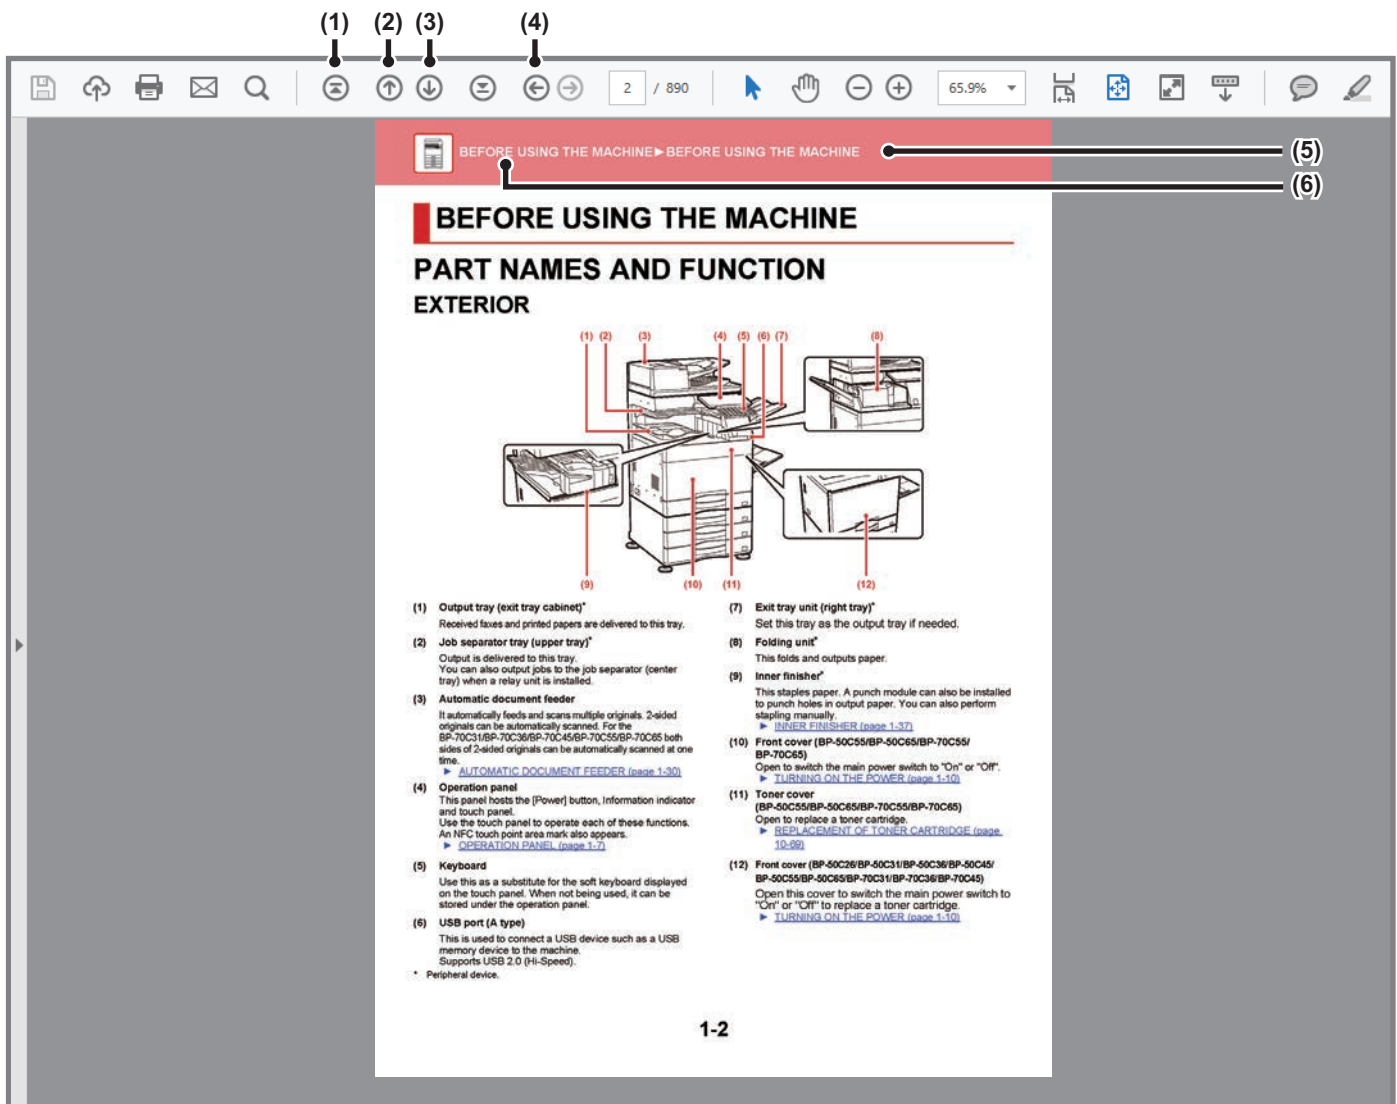 (1) (2) (3) (4)
2 / 890 65.9%
BEFORE USING THE MACHINE►BEFORE USING THE MACHINE
(5)
(6)
BEFORE USING THE MACHINE
PART NAMES AND FUNCTION
EXTERIOR
(1) (2) (3) (4) (5) (6) (7) (8)
(9) (10) (11) (12)
(1) Output tray (exit tray cabinet)*
Received faxes and printed papers are delivered to this tray.
(2) Job separator tray (upper tray)*
Output is delivered to this tray.
You can also output jobs to the job separator (center
tray) when a relay unit is installed.
(3) Automatic document feeder
It automatically feeds and scans multiple originals. 2-sided
originals can be automatically scanned. For the
BP-70C31/BP-70C36/BP-70C45/BP-70C55/BP-70C65 both
sides of 2-sided originals can be automatically scanned at one
time.
► AUTOMATIC DOCUMENT FEEDER (page 1-30)
(4) Operation panel
This panel hosts the [Power] button, Information indicator
and touch panel.
Use the touch panel to operate each of these functions.
An NFC touch point area mark also appears.
► OPERATION PANEL (page 1-7)
(5) Keyboard
Use this as a substitute for the soft keyboard displayed
on the touch panel. When not being used, it can be
stored under the operation panel.
(6) USB port (A type)
This is used to connect a USB device such as a USB
memory device to the machine.
Supports USB 2.0 (Hi-Speed).
* Peripheral device.
(7) Exit tray unit (right tray)*
Set this tray as the output tray if needed.
(8) Folding unit*
This folds and outputs paper.
(9) Inner finisher*
This staples paper. A punch module can also be installed
to punch holes in output paper. You can also perform
stapling manually.
► INNER FINISHER (page 1-37)
(10) Front cover (BP-50C55/BP-50C65/BP-70C55/
BP-70C65)
Open to switch the main power switch to "On" or "Off".
► TURNING ON THE POWER (page 1-10)
(11) Toner cover
(BP-50C55/BP-50C65/BP-70C55/BP-70C65)
Open to replace a toner cartridge.
► REPLACEMENT OF TONER CARTRIDGE (page
10-69)
(12) Front cover (BP-50C26/BP-50C31/BP-50C36/BP-50C45/
BP-50C55/BP-50C65/BP-70C31/BP-70C36/BP-70C45)
Open this cover to switch the main power switch to
"On" or "Off" to replace a toner cartridge.
► TURNING ON THE POWER (page 1-10)
1-2